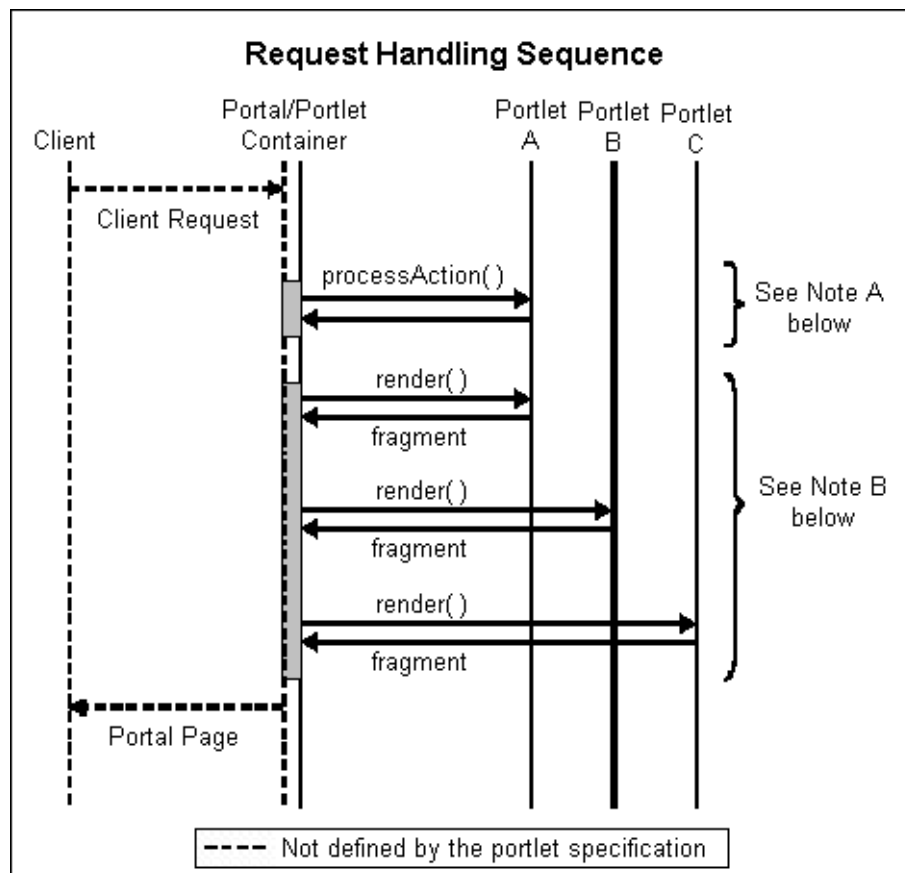 Request Handling Sequence
Client
Portal/Portlet
Container
Portlet
A
Portlet
B
Portlet
C
Client Request
processAction( )
See Note A
below
render( )
fragment
render( )
fragment
See Note B
below
render( )
fragment
Portal Page
Not defined by the portlet specification